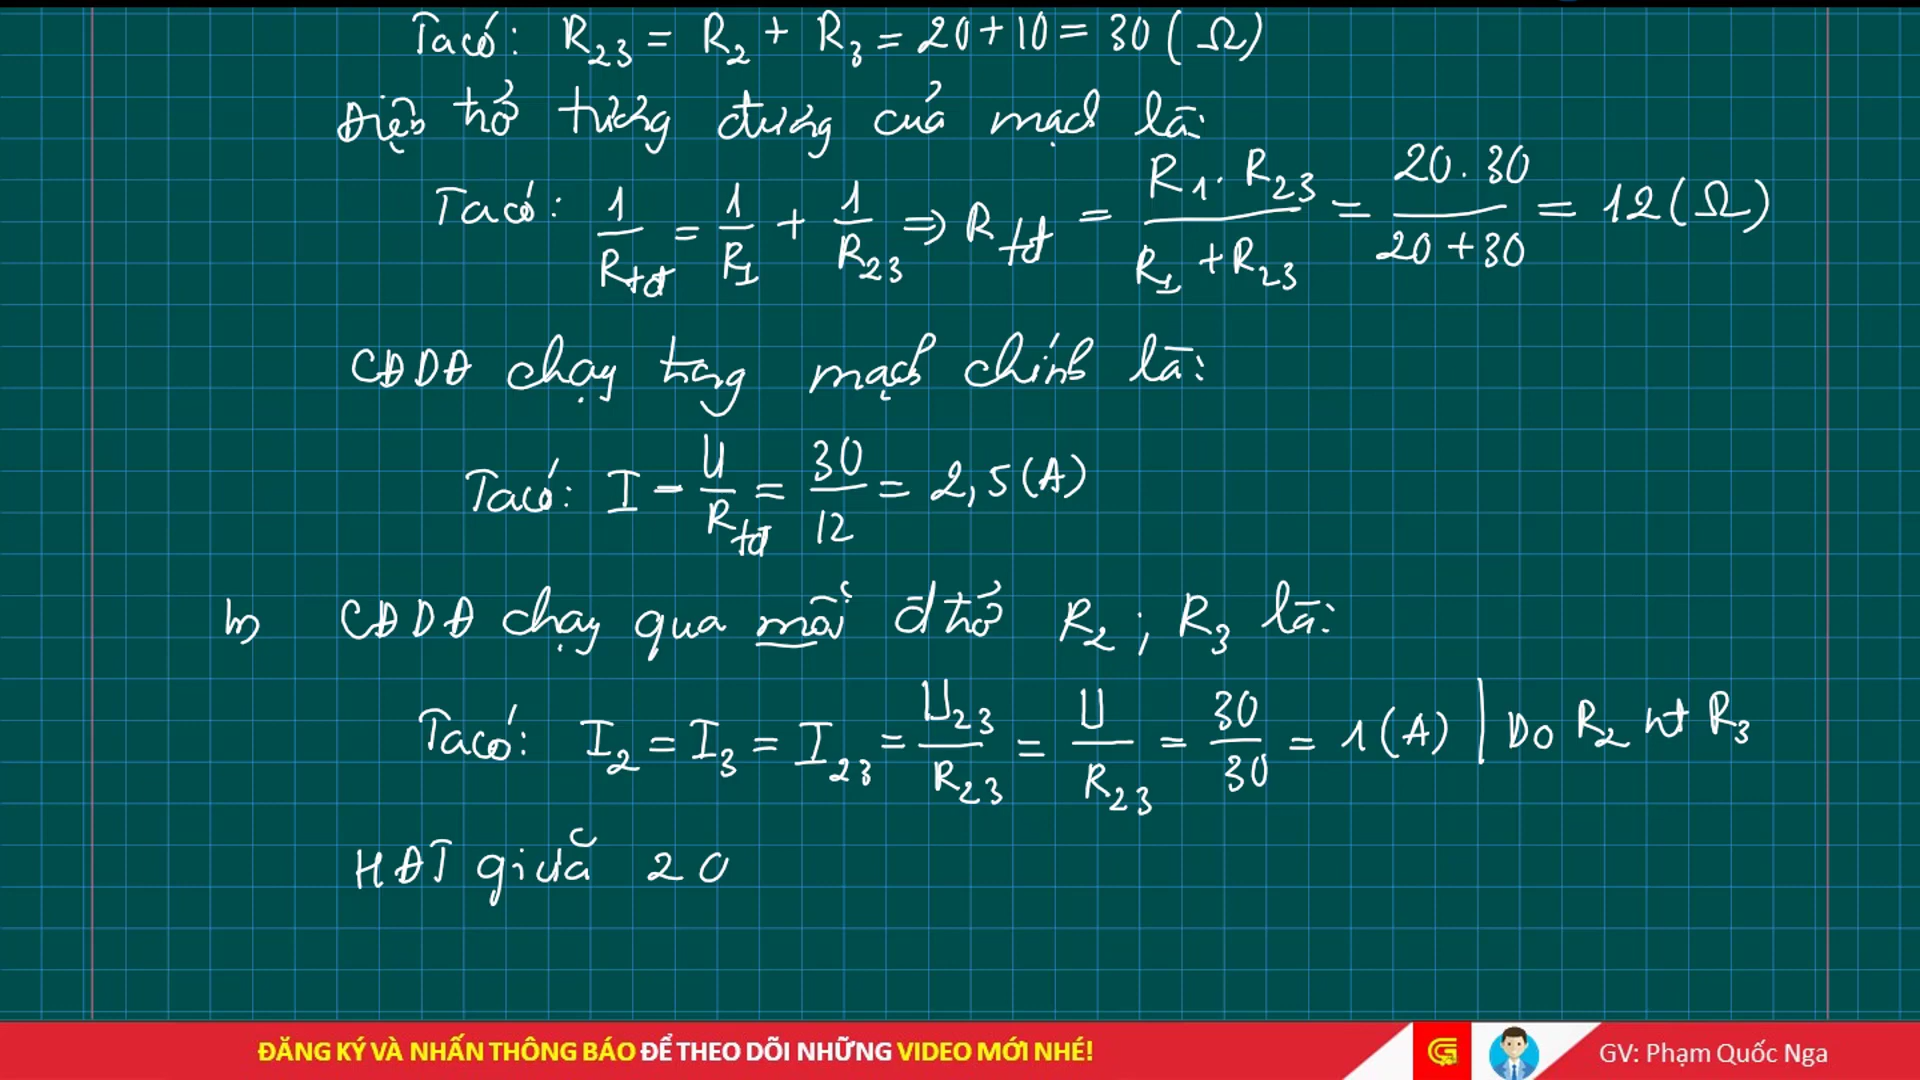 Ta có: R₂₃ = R₂ + R₃ = 20 + 10 = 30 (Ω)
Điện trở tương đương của mạch là:
Ta có: 1/Rtđ = 1/R₁ + 1/R₂₃ ⇒ Rtđ = R₁.R₂₃/(R₁ + R₂₃) = 20.30/(20 + 30) = 12 (Ω)
CĐDĐ chạy trong mạch chính là:
Ta có: I = U/Rtđ = 30/12 = 2,5 (A)
b) CĐDĐ chạy qua mỗi đ trở R₂; R₃ là:
Ta có: I₂ = I₃ = I₂₃ = U₂₃/R₂₃ = U/R₂₃ = 30/30 = 1 (A) | Do R₂ nt R₃
HĐT giữa 20
ĐĂNG KÝ VÀ NHẤN THÔNG BÁO ĐỂ THEO DÕI NHỮNG VIDEO MỚI NHÉ!
GV: Phạm Quốc Nga